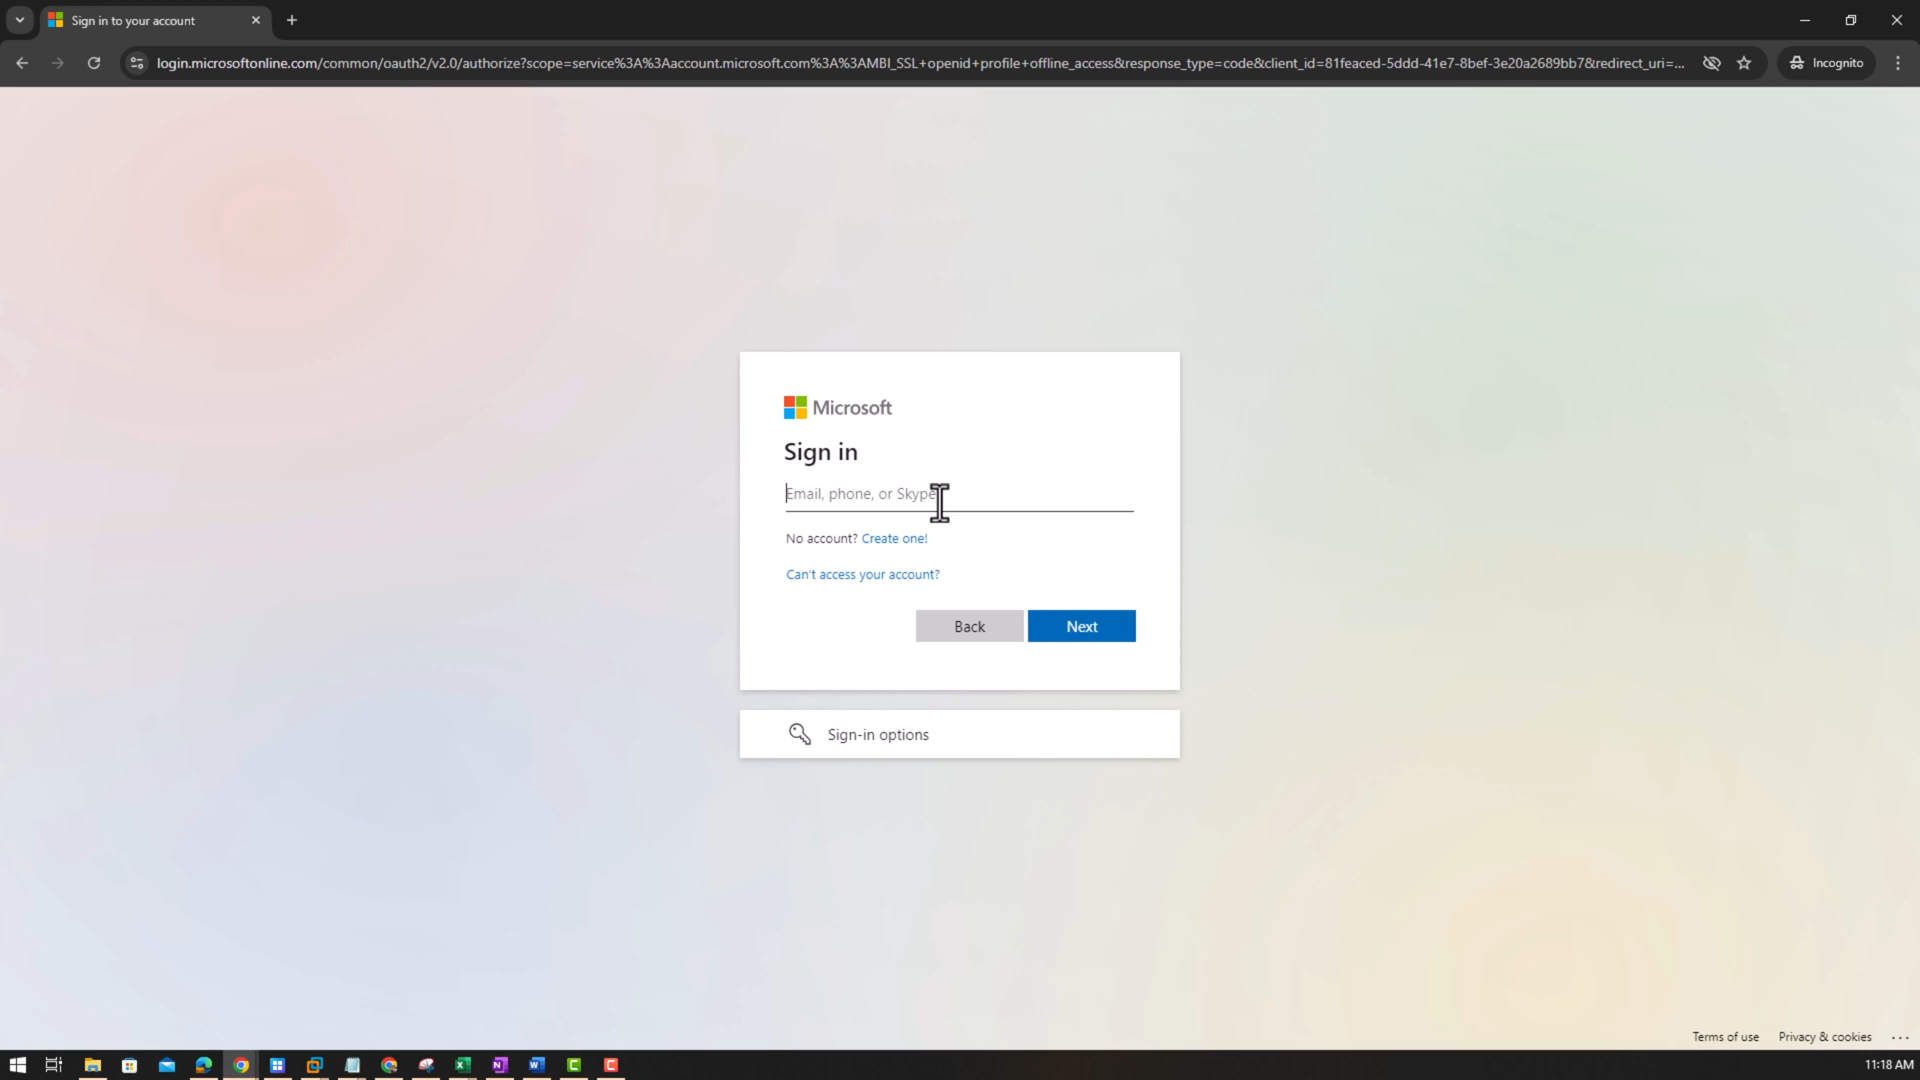 Sign in to your account
login.microsoftonline.com/common/oauth2/v2.0/authorize?scope=service%3A%3Aaccount.microsoft.com%3A%3AMBI_SSL+openid+profile+offline_access&response_type=code&client_id=81feaced-5ddd-41e7-8bef-3e20a2689bb7&redirect_uri=...
Incognito
Microsoft
Sign in
Email, phone, or Skype
No account? Create one!
Can't access your account?
Back
Next
Sign-in options
Terms of use
Privacy & cookies
...
11:18 AM